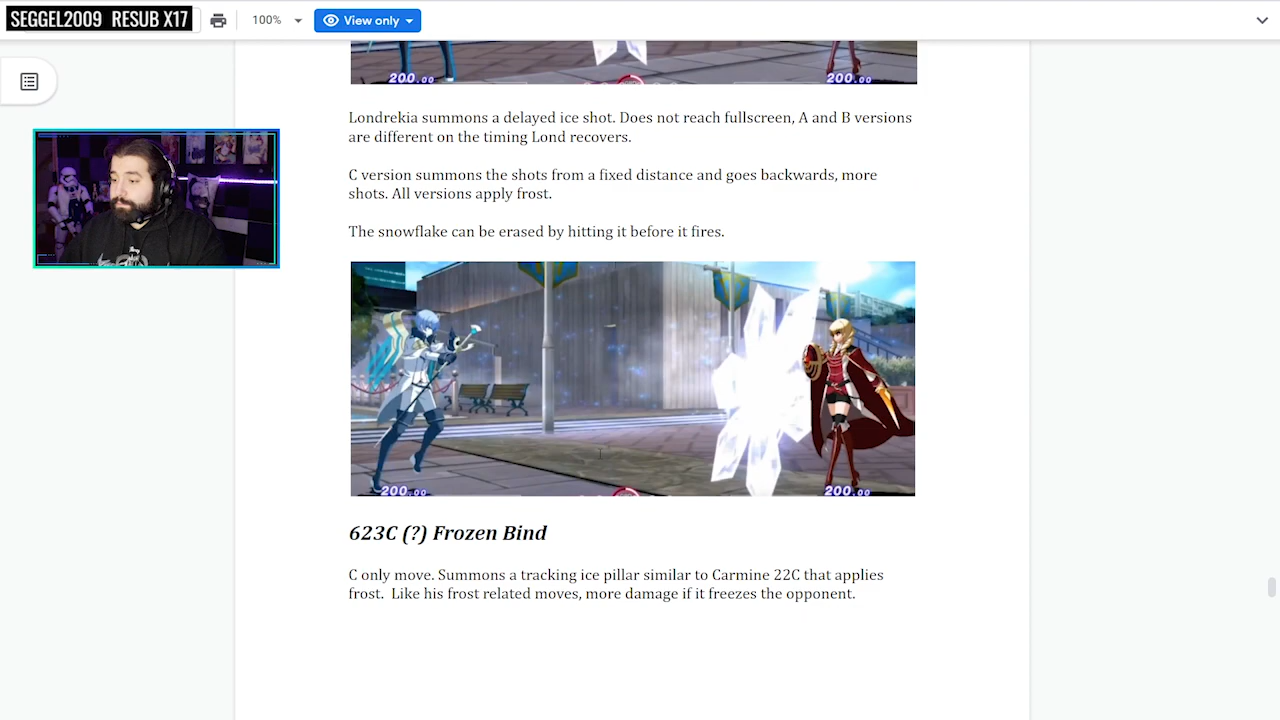 SEGGEL2009 RESUB X17
100%
View only
200.00
200.00
Londrekia summons a delayed ice shot. Does not reach fullscreen, A and B versions
are different on the timing Lond recovers.
C version summons the shots from a fixed distance and goes backwards, more
shots. All versions apply frost.
The snowflake can be erased by hitting it before it fires.
200.00
200.00
623C (?) Frozen Bind
C only move. Summons a tracking ice pillar similar to Carmine 22C that applies
frost.  Like his frost related moves, more damage if it freezes the opponent.